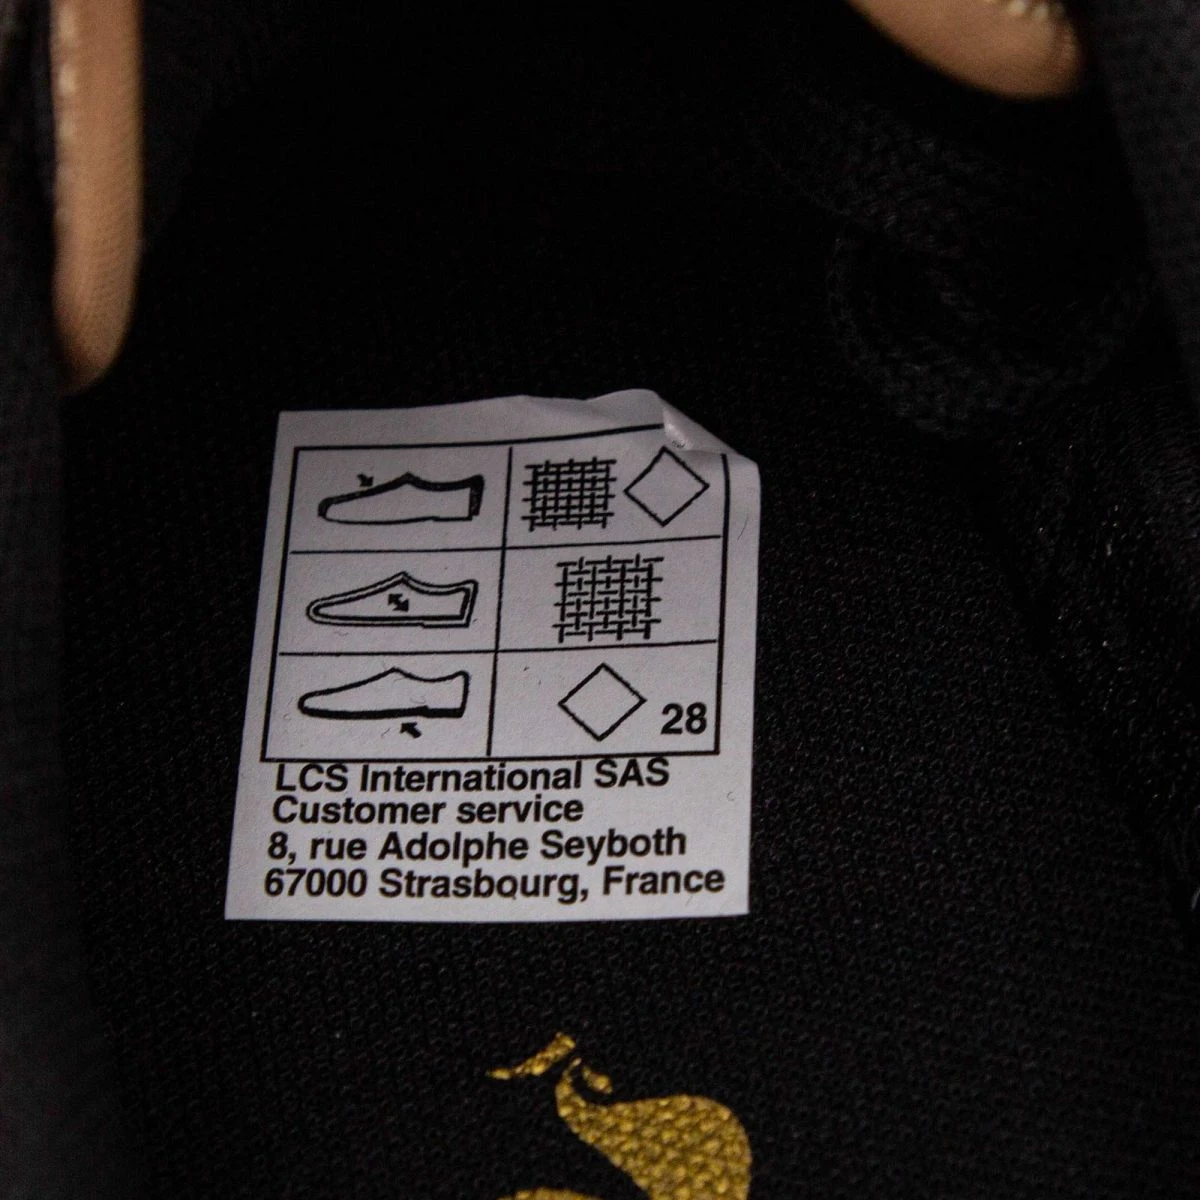 28
LCS International SAS
Customer service
8, rue Adolphe Seyboth
67000 Strasbourg, France